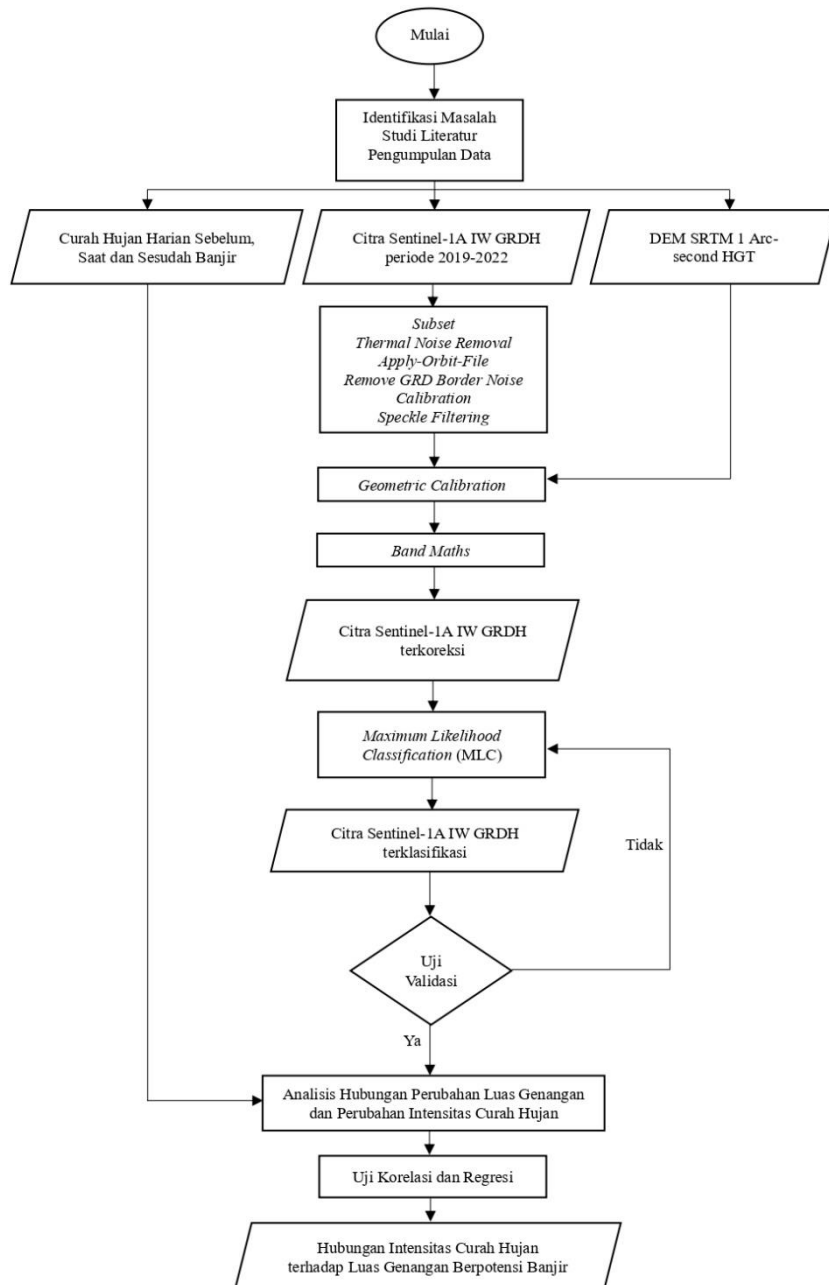 Mulai
Identifikasi Masalah
Studi Literatur
Pengumpulan Data
Curah Hujan Harian Sebelum,
Saat dan Sesudah Banjir
Citra Sentinel-1A IW GRDH
periode 2019-2022
DEM SRTM 1 Arc-
second HGT
Subset
Thermal Noise Removal
Apply-Orbit-File
Remove GRD Border Noise
Calibration
Speckle Filtering
Geometric Calibration
Band Maths
Citra Sentinel-1A IW GRDH
terkoreksi
Maximum Likelihood
Classification (MLC)
Citra Sentinel-1A IW GRDH
terklasifikasi
Tidak
Uji
Validasi
Ya
Analisis Hubungan Perubahan Luas Genangan
dan Perubahan Intensitas Curah Hujan
Uji Korelasi dan Regresi
Hubungan Intensitas Curah Hujan
terhadap Luas Genangan Berpotensi Banjir